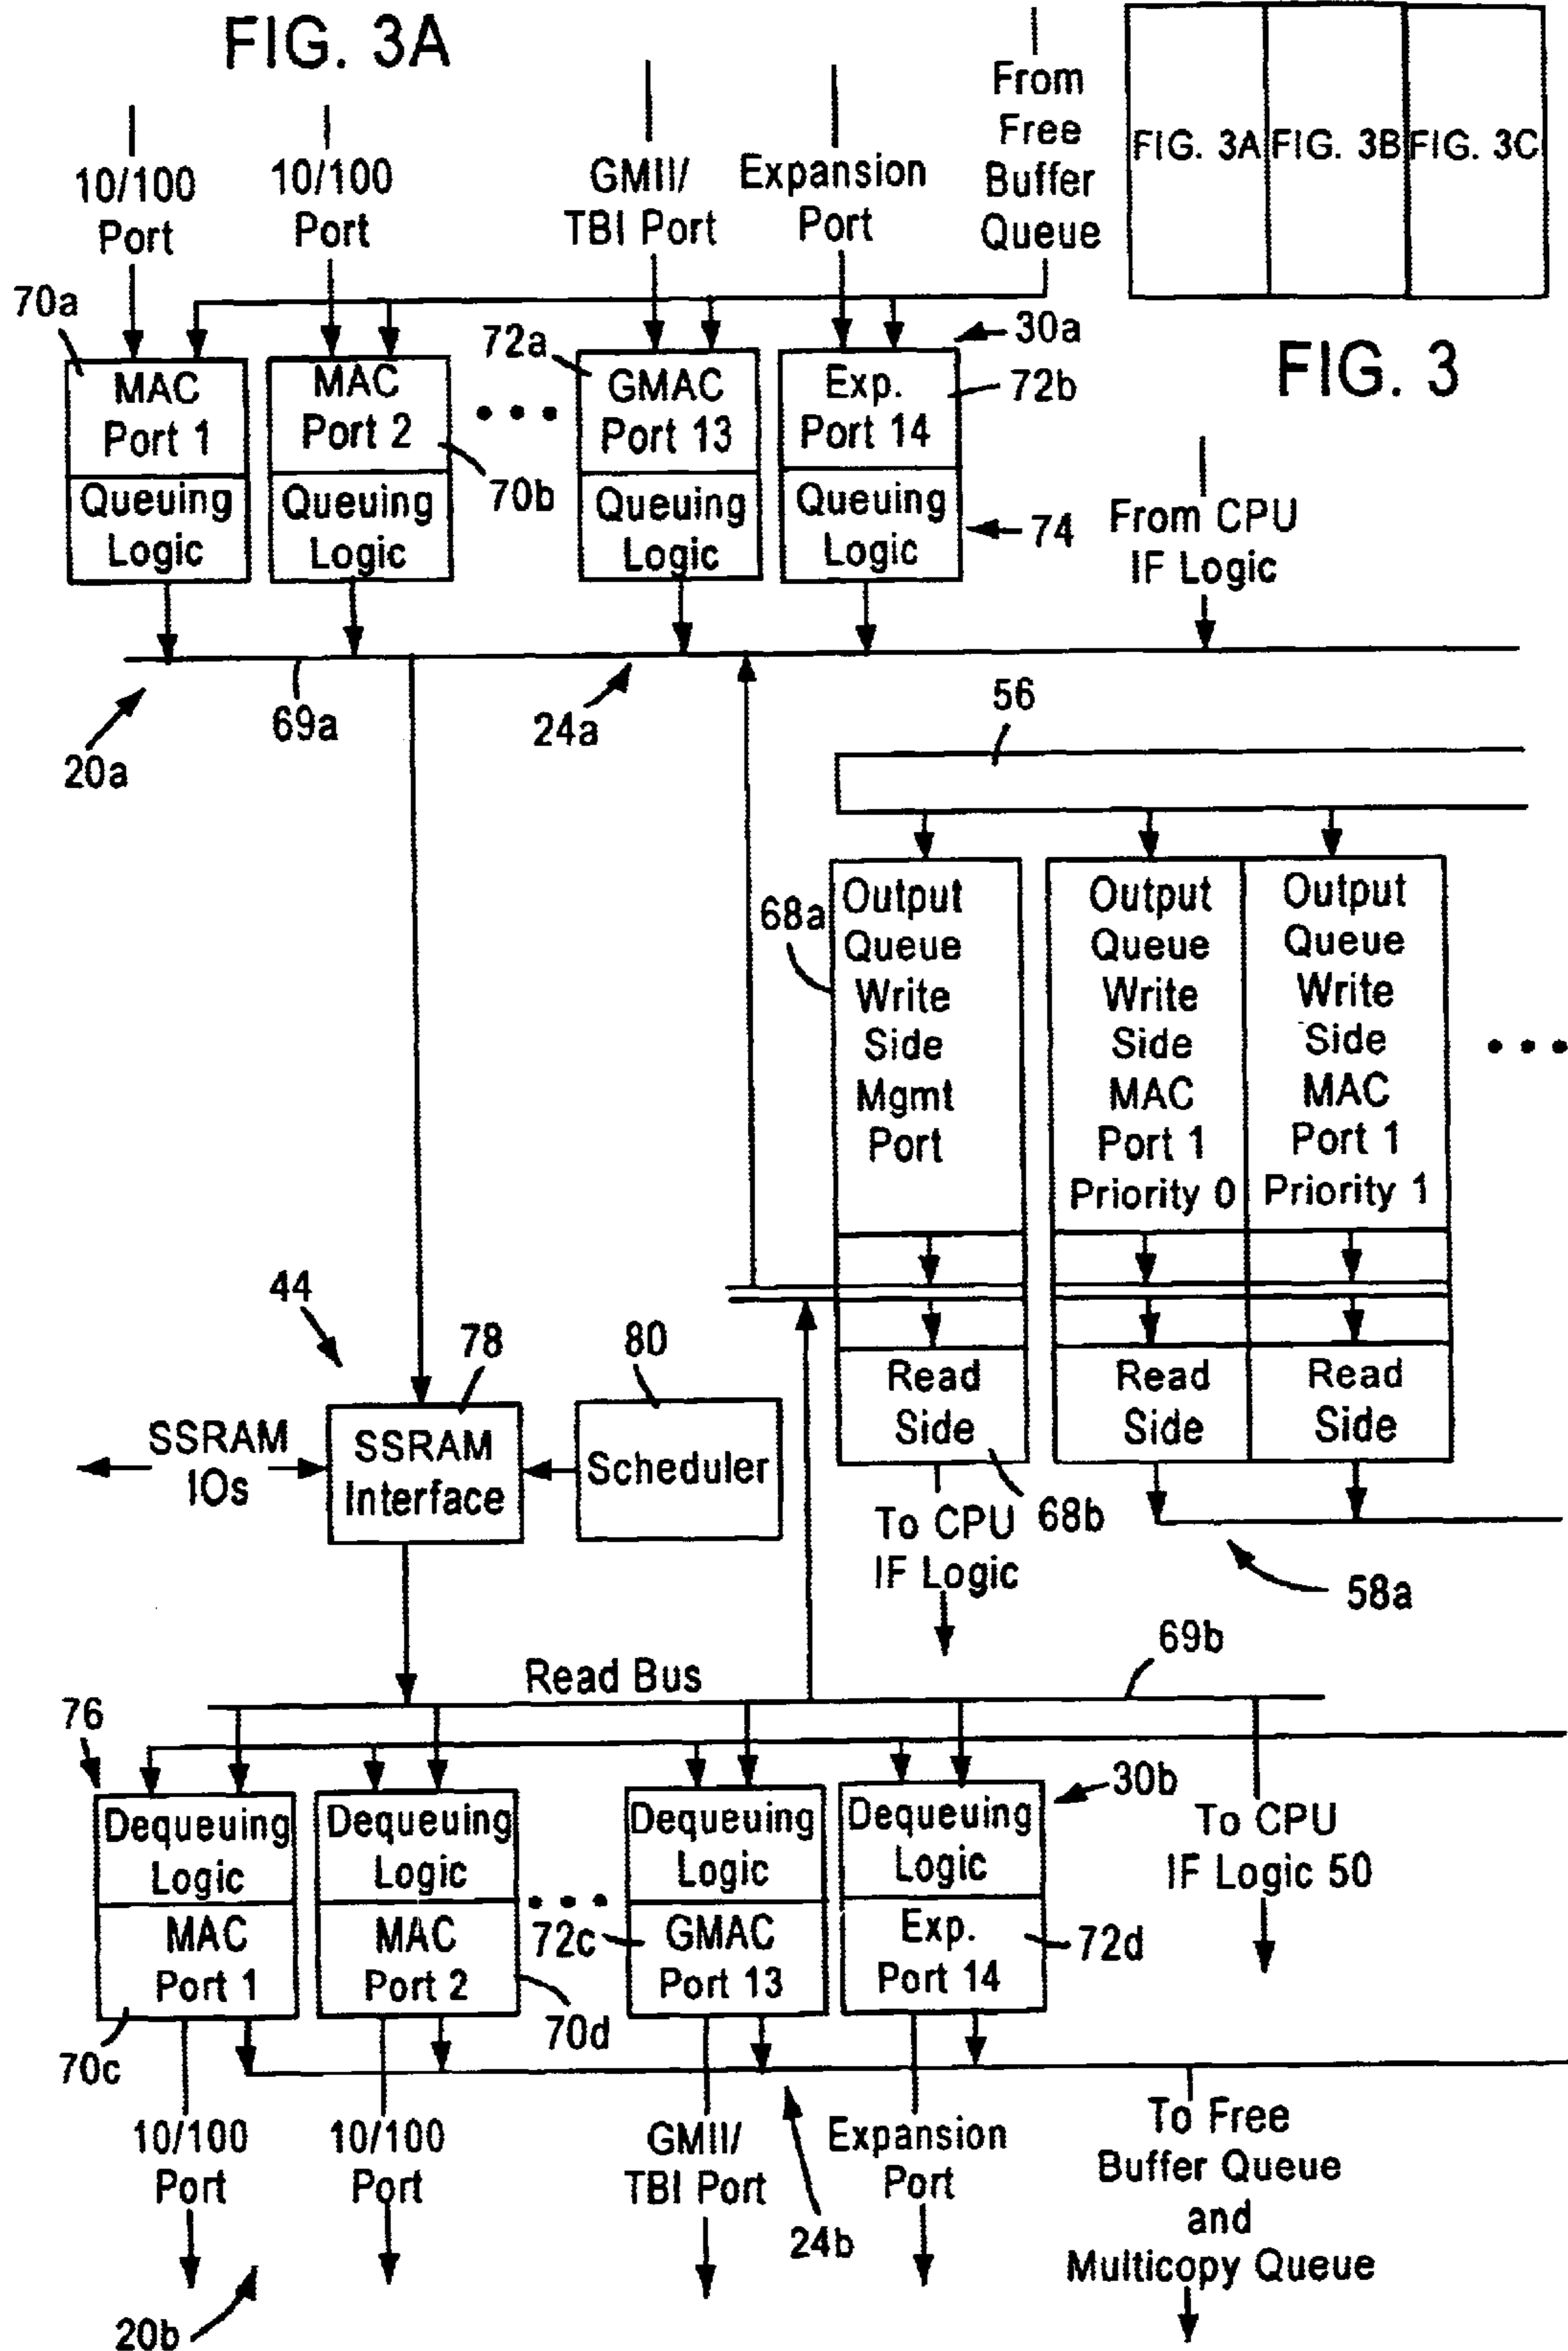 FIG. 3A
10/100
Port
10/100
Port
GMII/
TBI Port
Expansion
Port
From
Free
Buffer
Queue
FIG. 3A
FIG. 3B
FIG. 3C
FIG. 3
70a
MAC
Port 1
Queuing
Logic
MAC
Port 2
Queuing
Logic
70b
72a
GMAC
Port 13
Queuing
Logic
Exp.
Port 14
Queuing
Logic
30a
72b
74
From CPU
IF Logic
20a
69a
24a
56
68a
Output
Queue
Write
Side
Mgmt
Port
Output
Queue
Write
Side
MAC
Port 1
Priority 0
Output
Queue
Write
Side
MAC
Port 1
Priority 1
Read
Side
Read
Side
Read
Side
44
78
80
SSRAM
IOs
SSRAM
Interface
Scheduler
To CPU
IF Logic
68b
58a
Read Bus
69b
76
Dequeuing
Logic
MAC
Port 1
Dequeuing
Logic
MAC
Port 2
72c
Dequeuing
Logic
GMAC
Port 13
Dequeuing
Logic
Exp.
Port 14
30b
72d
To CPU
IF Logic 50
70c
70d
10/100
Port
10/100
Port
GMII/
TBI Port
Expansion
Port
To Free
Buffer Queue
and
Multicopy Queue
24b
20b